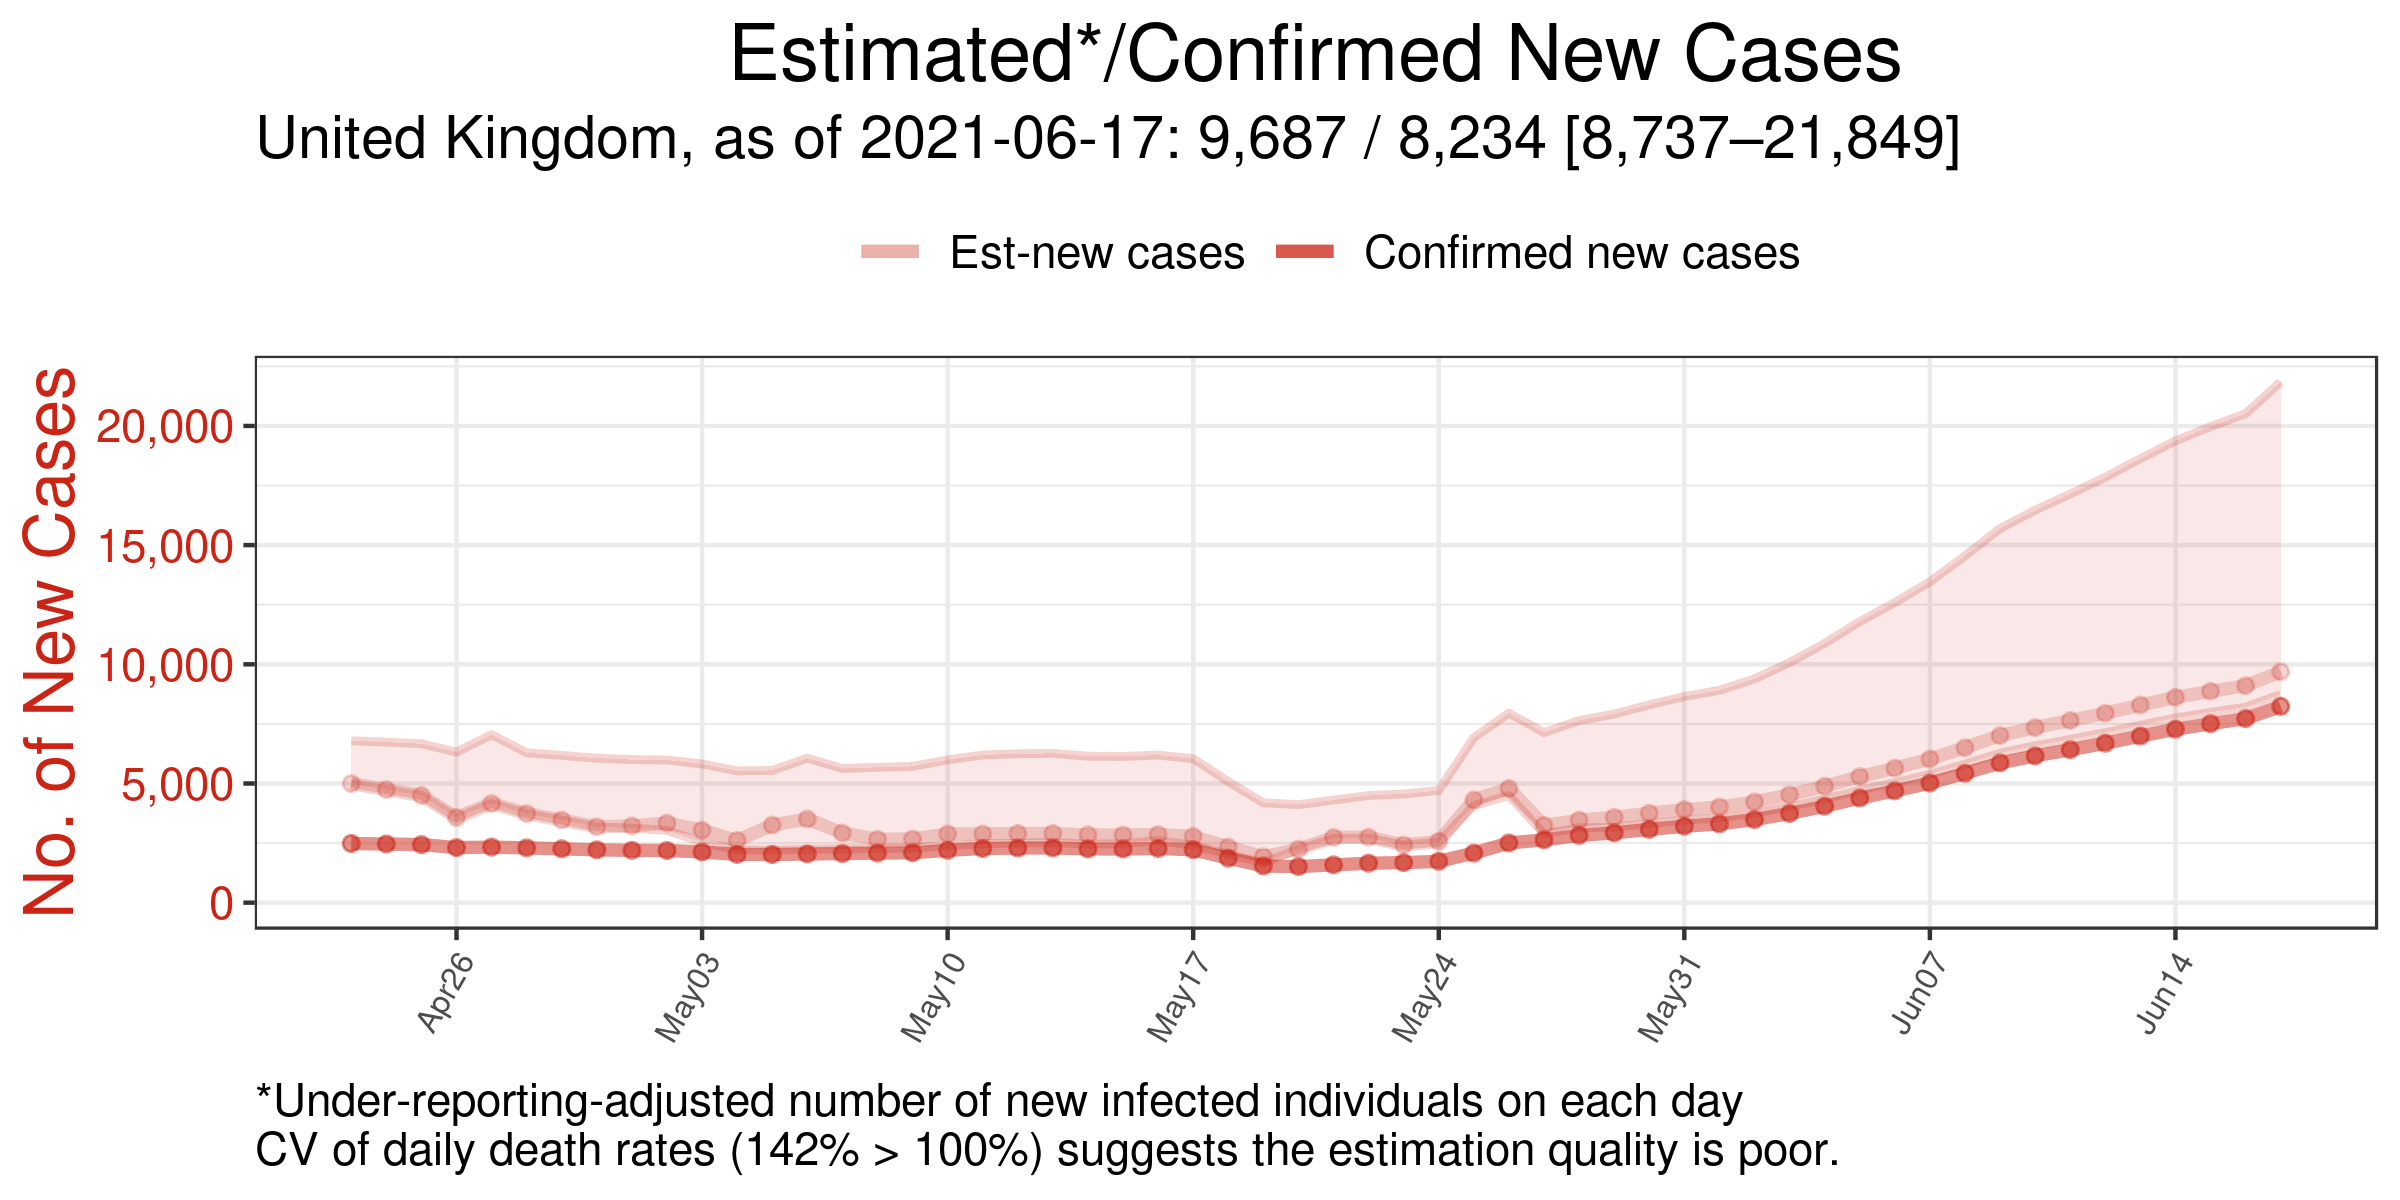 Estimated*/Confirmed New Cases
United Kingdom, as of 2021-06-17: 9,687 / 8,234 [8,737–21,849]
Est-new cases Confirmed new cases
No. of New Cases
20,000
15,000
10,000
5,000
0
Apr26 May03 May10 May17 May24 May31 Jun07 Jun14
*Under-reporting-adjusted number of new infected individuals on each day
CV of daily death rates (142% > 100%) suggests the estimation quality is poor.